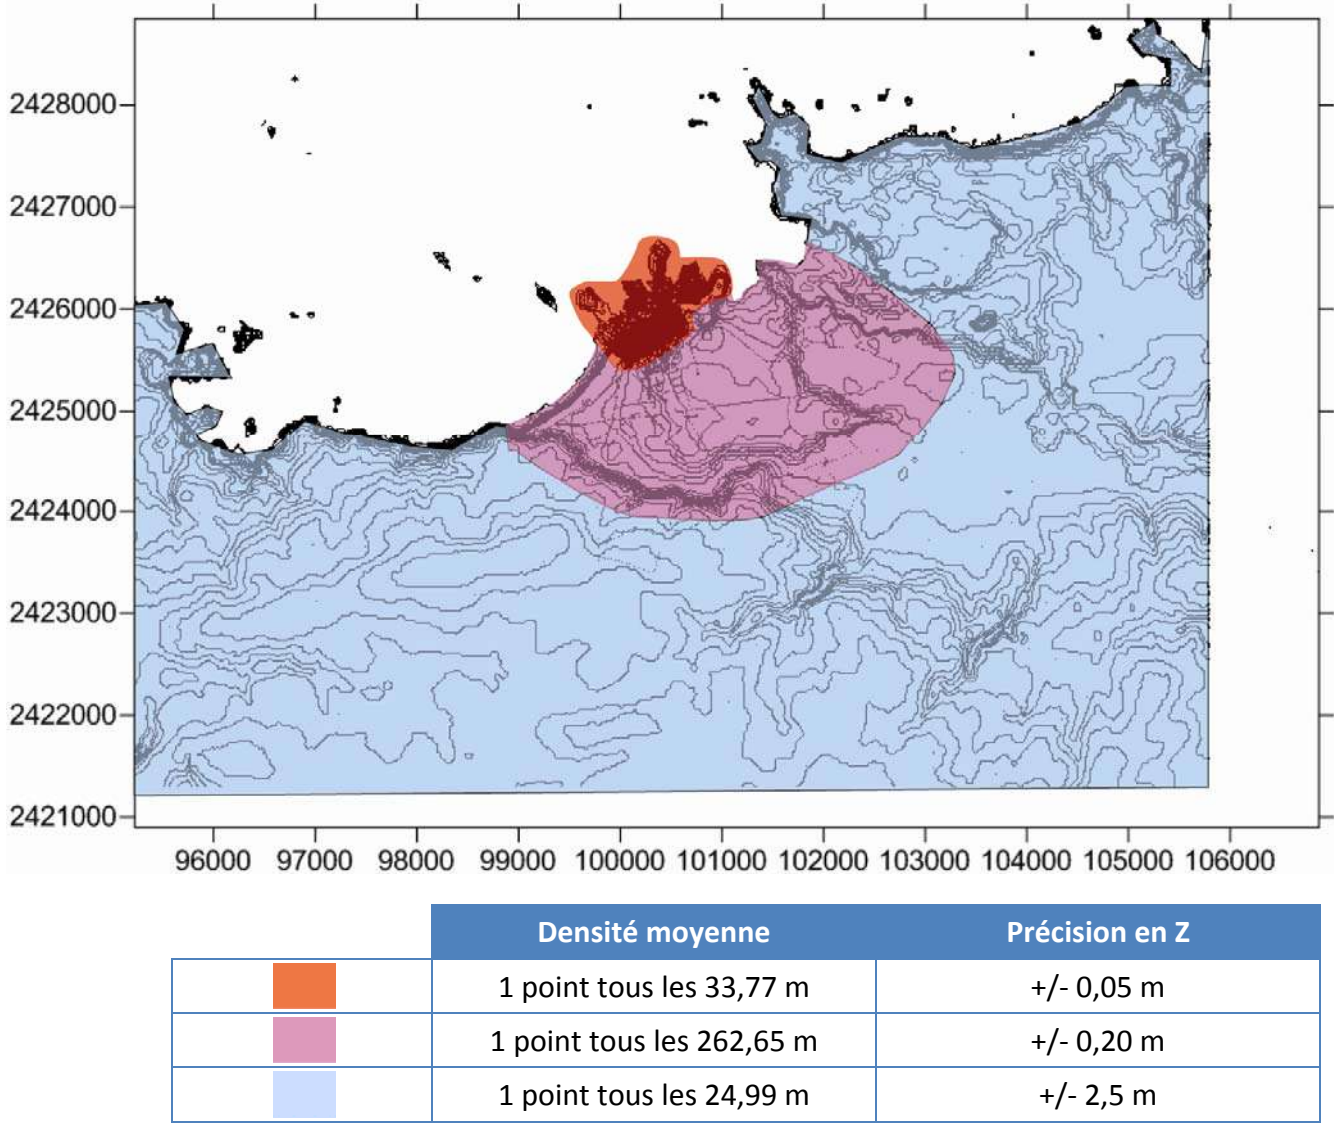 2428000
2427000
2426000
2425000
2424000
2423000
2422000
2421000
96000 97000 98000 99000 100000 101000 102000 103000 104000 105000 106000
Densité moyenne Précision en Z
1 point tous les 33,77 m +/- 0,05 m
1 point tous les 262,65 m +/- 0,20 m
1 point tous les 24,99 m +/- 2,5 m